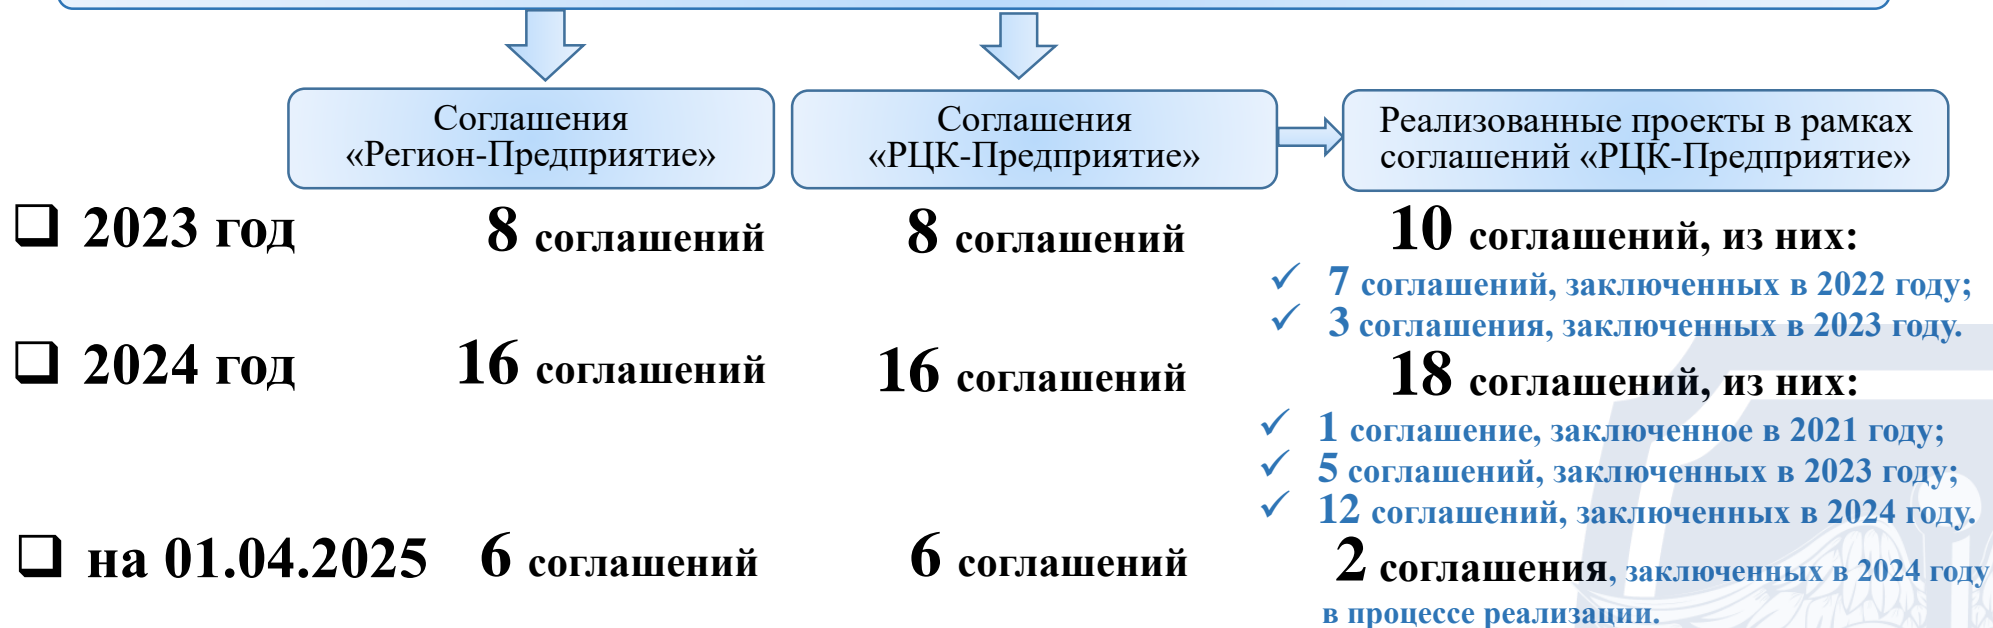 Соглашения
«Регион-Предприятие»
Соглашения
«РЦК-Предприятие»
Реализованные проекты в рамках
соглашений «РЦК-Предприятие»
2023 год
8 соглашений
8 соглашений
10 соглашений, из них:
7 соглашений, заключенных в 2022 году;
3 соглашения, заключенных в 2023 году.
2024 год
16 соглашений
16 соглашений
18 соглашений, из них:
1 соглашение, заключенное в 2021 году;
5 соглашений, заключенных в 2023 году;
12 соглашений, заключенных в 2024 году.
на 01.04.2025
6 соглашений
6 соглашений
2 соглашения, заключенных в 2024 году
в процессе реализации.